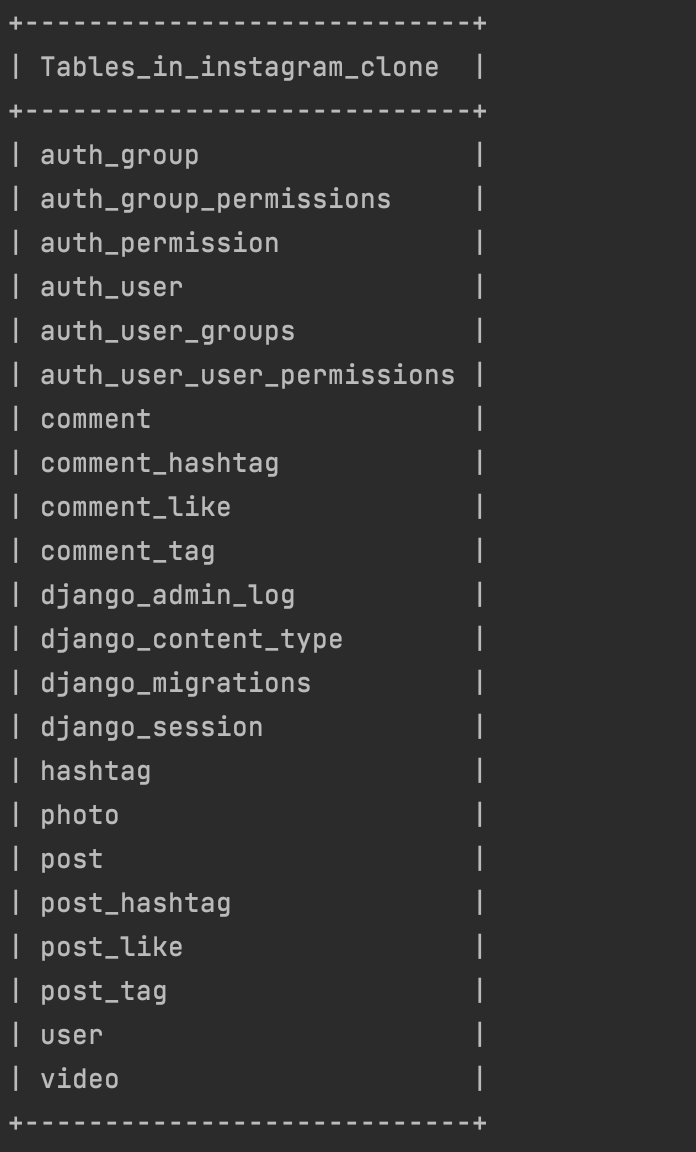 +----------------------------+
| Tables_in_instagram_clone  |
+----------------------------+
| auth_group                 |
| auth_group_permissions     |
| auth_permission            |
| auth_user                  |
| auth_user_groups           |
| auth_user_user_permissions |
| comment                    |
| comment_hashtag            |
| comment_like               |
| comment_tag                |
| django_admin_log           |
| django_content_type        |
| django_migrations          |
| django_session             |
| hashtag                    |
| photo                      |
| post                       |
| post_hashtag               |
| post_like                  |
| post_tag                   |
| user                       |
| video                      |
+----------------------------+